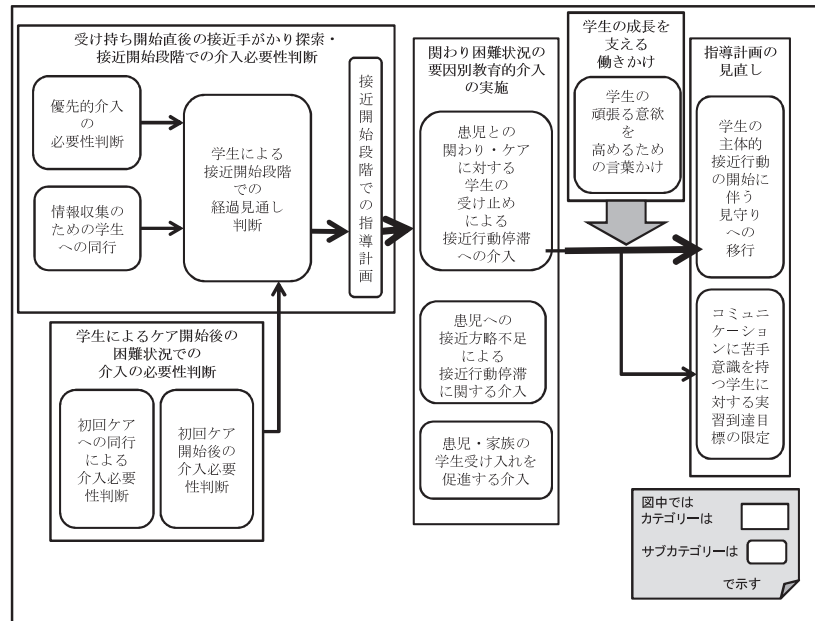 受け持ち開始直後の接近手がかり探索・
接近開始段階での介入必要性判断
優先的介入
の
必要性判断
情報収集の
ための学生
への同行
学生による
接近開始段階
での
経過見通し
判断
接近開始段階での指導計画
学生によるケア開始後の
困難状況での
介入の必要性判断
初回ケア
への同行
による
介入必要
性判断
初回ケア
開始後の
介入必要
性判断
関わり困難状況の
要因別教育的介入
の実施
患児との
関わり・ケア
に対する
学生の
受け止め
による
接近行動停滞
への介入
患児への
接近方略不足
による
接近行動停滞
に関する介入
患児・家族の
学生受け入れを
促進する介入
学生の成長を
支える
働きかけ
学生の
頑張る意欲
を
高めるため
の言葉かけ
指導計画の
見直し
学生の
主体的
接近行動
の開始に
伴う
見守り
への
移行
コミュニ
ケーショ
ンに苦手
意識を持
つ学生に
対する実
習到達目
標の限定
図中では
カテゴリーは
サブカテゴリーは
で示す